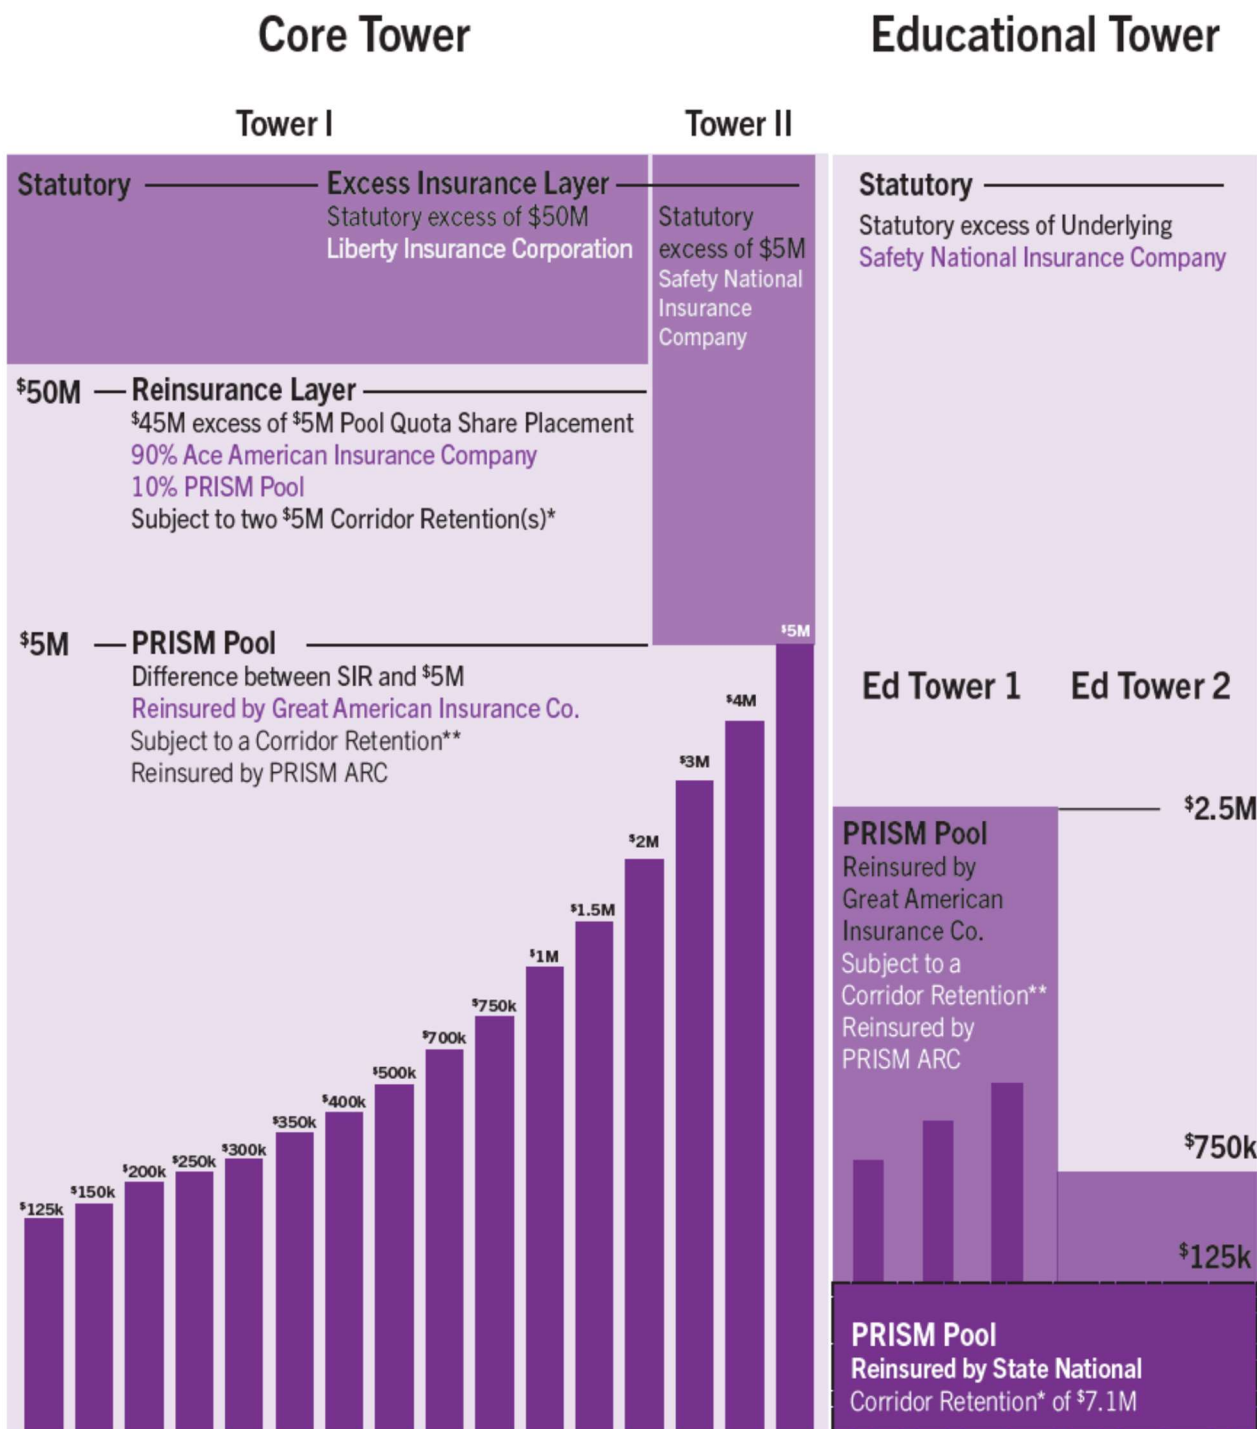 Core Tower
Educational Tower
Tower I
Tower II
Statutory
Excess Insurance Layer
Statutory excess of $50M
Liberty Insurance Corporation
Statutory
excess of $5M
Safety National
Insurance
Company
Statutory
Statutory excess of Underlying
Safety National Insurance Company
$50M
Reinsurance Layer
$45M excess of $5M Pool Quota Share Placement
90% Ace American Insurance Company
10% PRISM Pool
Subject to two $5M Corridor Retention(s)*
$5M
PRISM Pool
Difference between SIR and $5M
Reinsured by Great American Insurance Co.
Subject to a Corridor Retention**
Reinsured by PRISM ARC
$125k
$150k
$200k
$250k
$300k
$350k
$400k
$500k
$700k
$750k
$1M
$1.5M
$2M
$3M
$4M
$5M
Ed Tower 1
Ed Tower 2
$2.5M
PRISM Pool
Reinsured by
Great American
Insurance Co.
Subject to a
Corridor Retention**
Reinsured by
PRISM ARC
$750k
$125k
PRISM Pool
Reinsured by State National
Corridor Retention* of $7.1M